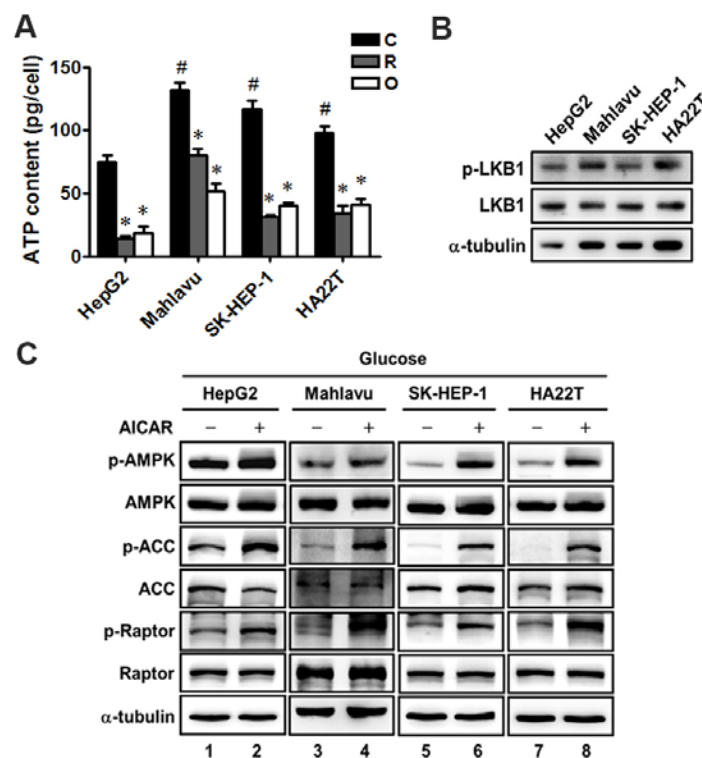 A
C
R
O
ATP content (pg/cell)
150
100
50
0
# # #
* * * * * * * *
HepG2 Mahlavu SK-HEP-1 HA22T
B
HepG2 Mahlavu SK-HEP-1 HA22T
p-LKB1
LKB1
α-tubulin
C
Glucose
HepG2 Mahlavu SK-HEP-1 HA22T
AICAR − + − + − + − +
p-AMPK
AMPK
p-ACC
ACC
p-Raptor
Raptor
α-tubulin
1 2 3 4 5 6 7 8